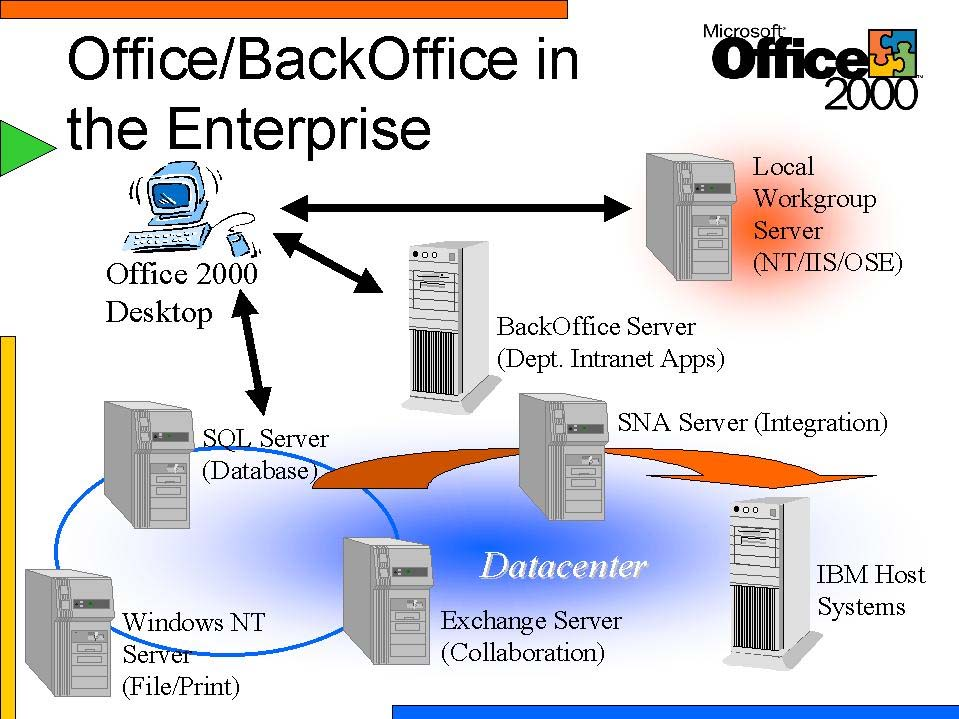 Office/BackOffice in
the Enterprise
Microsoft
Office
2000
Local
Workgroup
Server
(NT/IIS/OSE)
Office 2000
Desktop
BackOffice Server
(Dept. Intranet Apps)
SNA Server (Integration)
SQL Server
(Database)
Datacenter
IBM Host
Systems
Windows NT
Server
(File/Print)
Exchange Server
(Collaboration)